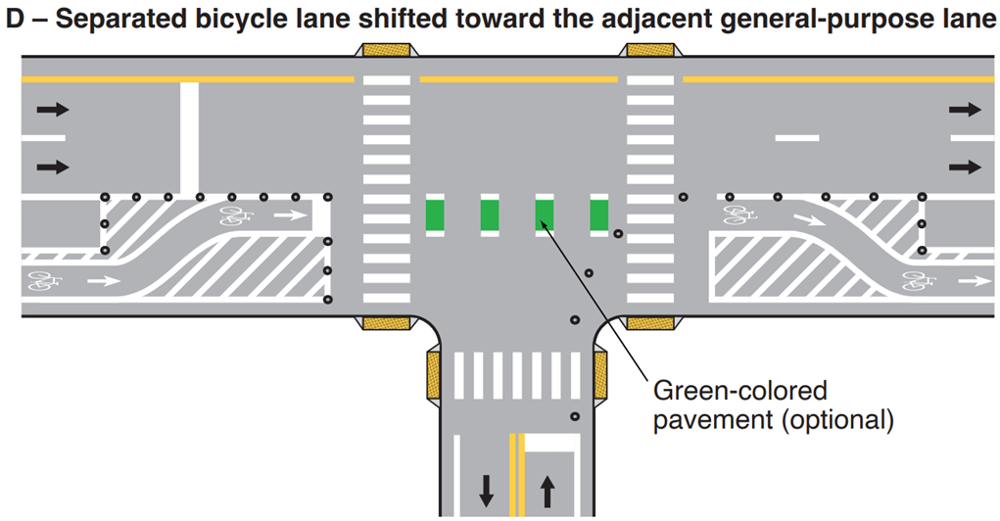 D – Separated bicycle lane shifted toward the adjacent general-purpose lane
Green-colored
pavement (optional)